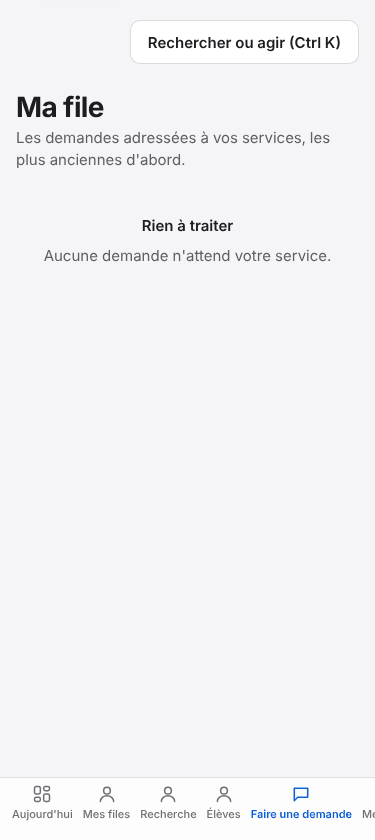 Rechercher ou agir (Ctrl K)
Ma file
Les demandes adressées à vos services, les
plus anciennes d'abord.
Rien à traiter
Aucune demande n'attend votre service.
Aujourd'hui
Mes files
Recherche
Élèves
Faire une demande